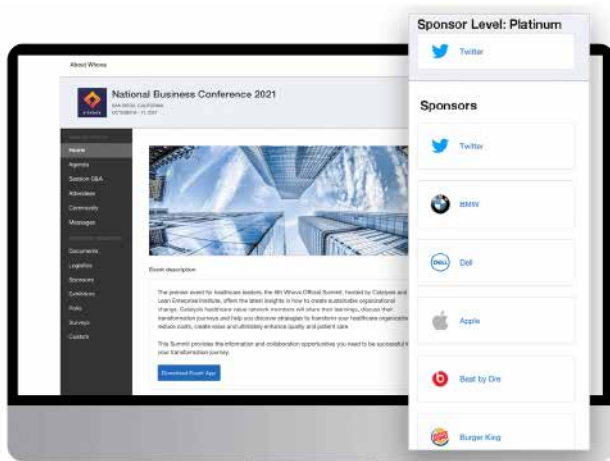 About Whova
National Business Conference 2021
SAN DIEGO, CALIFORNIA
Home
Agenda
Session Q&A
Attendees
Community
Messages
Documents
Logistics
Sponsors
Exhibitors
Polls
Surveys
Custom
Event description
The premier event for healthcare leaders, the 4th Whova Official Summit, hosted by Catalysis and
Lean Enterprise Institute, offers the latest insights in how to create sustainable organizational
change. Catalysis healthcare value network members will share their learnings, discuss their
transformation journeys and help you discover strategies to transform your healthcare organization
reduce costs, create value and ultimately enhance quality and patient care.
This Summit provides the information and collaboration opportunities you need to be successful
your transformation journey.
Download Event App
Sponsor Level: Platinum
Twitter
Sponsors
Twitter
BMW
DELL
Dell
Apple
Beat by Dre
Burger King